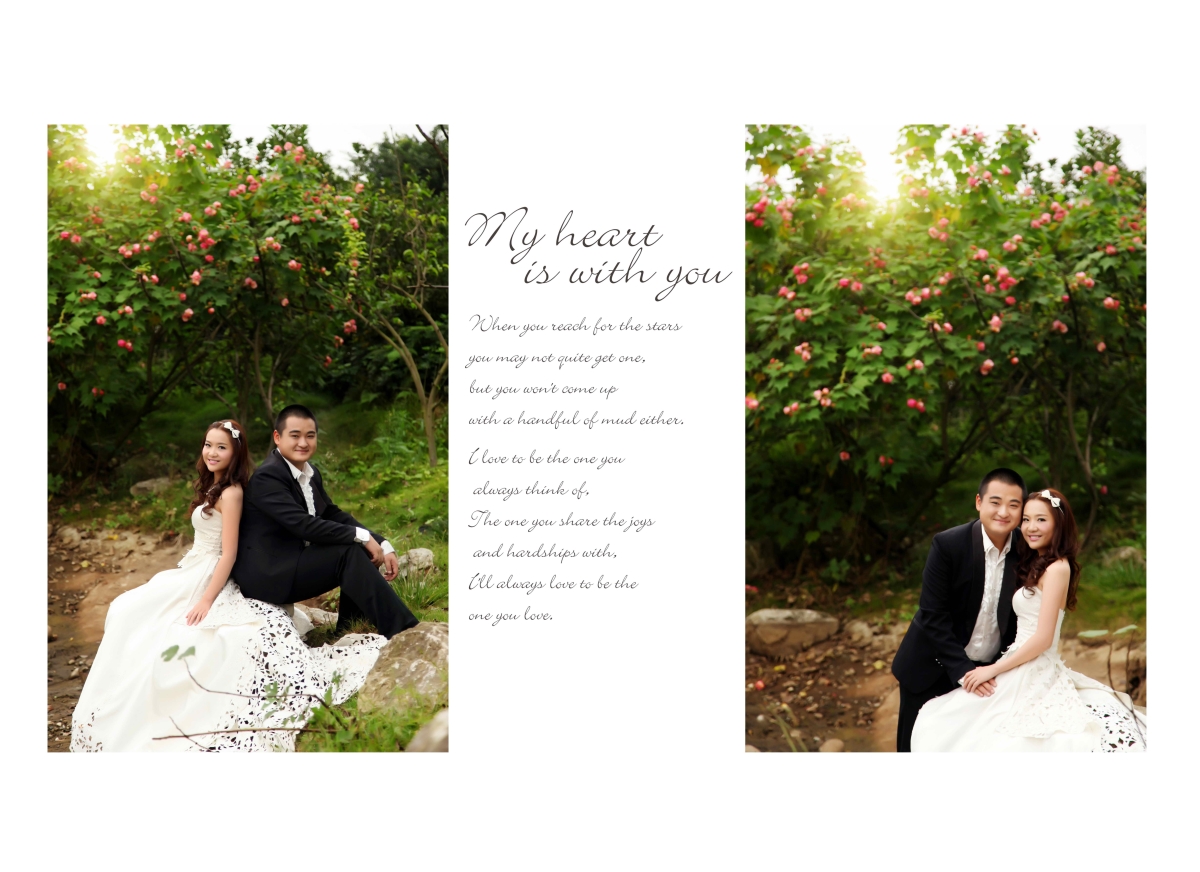 My heart
is with you
When you reach for the stars
you may not quite get one,
but you won't come up
with a handful of mud either.
I love to be the one you
always think of,
The one you share the joys
and hardships with,
I'll always love to be the
one you love.